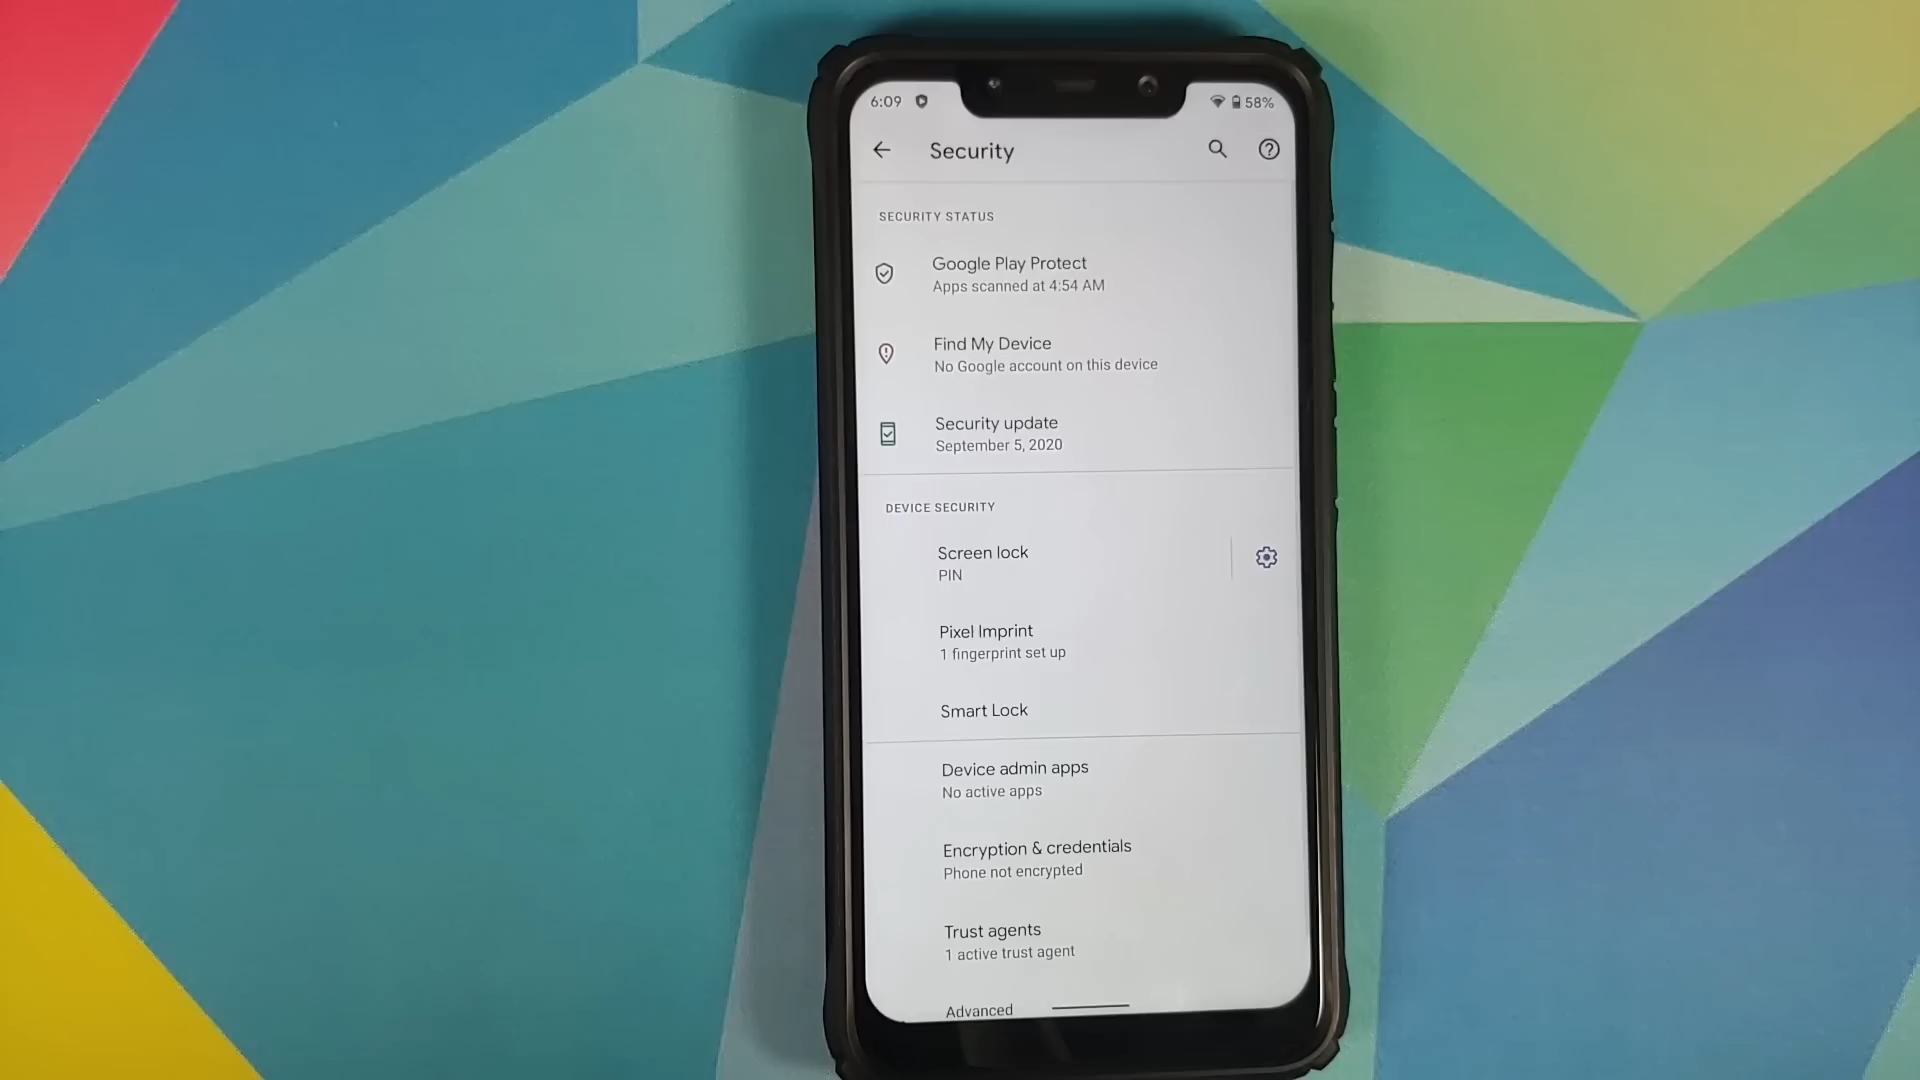 6:09
58%
Security
SECURITY STATUS
Google Play Protect
Apps scanned at 4:54 AM
Find My Device
No Google account on this device
Security update
September 5, 2020
DEVICE SECURITY
Screen lock
PIN
Pixel Imprint
1 fingerprint set up
Smart Lock
Device admin apps
No active apps
Encryption & credentials
Phone not encrypted
Trust agents
1 active trust agent
Advanced